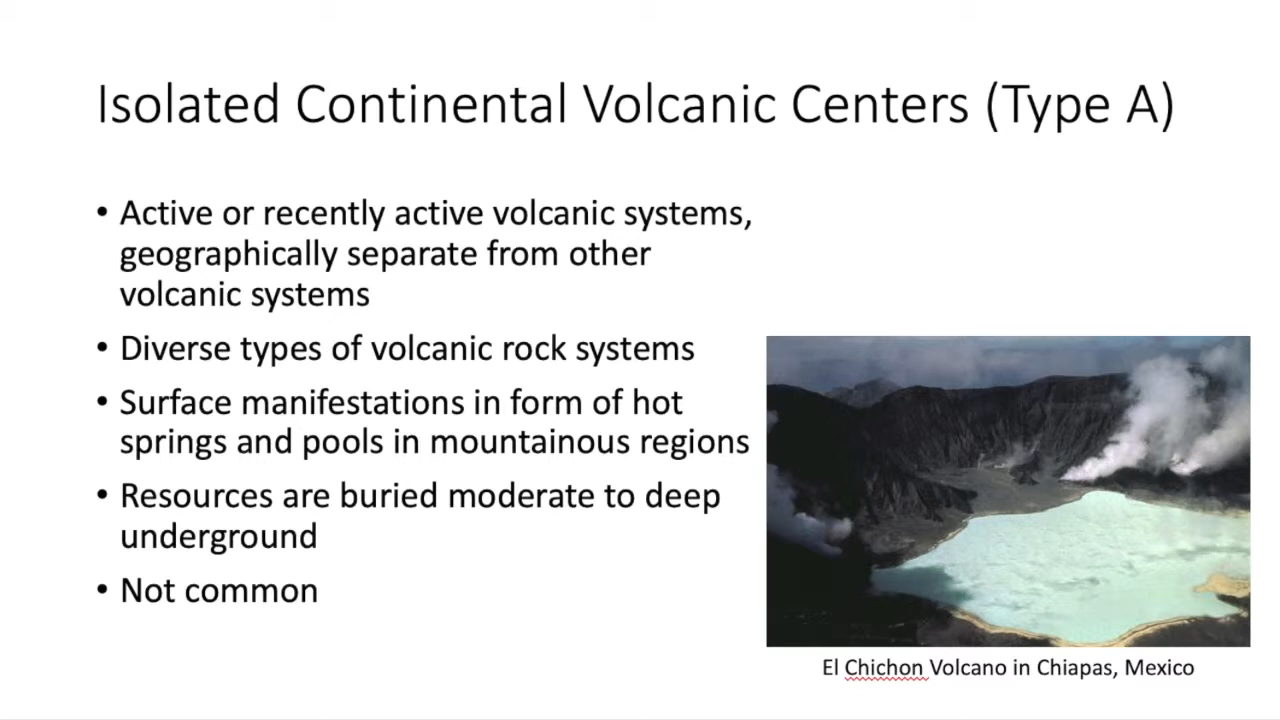 Isolated Continental Volcanic Centers (Type A)
• Active or recently active volcanic systems,
geographically separate from other
volcanic systems
• Diverse types of volcanic rock systems
• Surface manifestations in form of hot
springs and pools in mountainous regions
• Resources are buried moderate to deep
underground
• Not common
El Chichon Volcano in Chiapas, Mexico